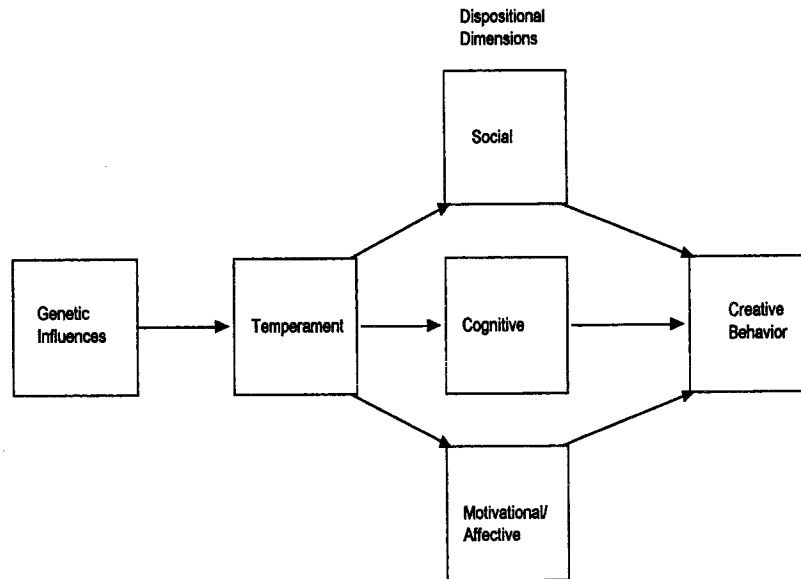 Dispositional
Dimensions
Social
Genetic
Influences
Temperament
Cognitive
Creative
Behavior
Motivational/
Affective